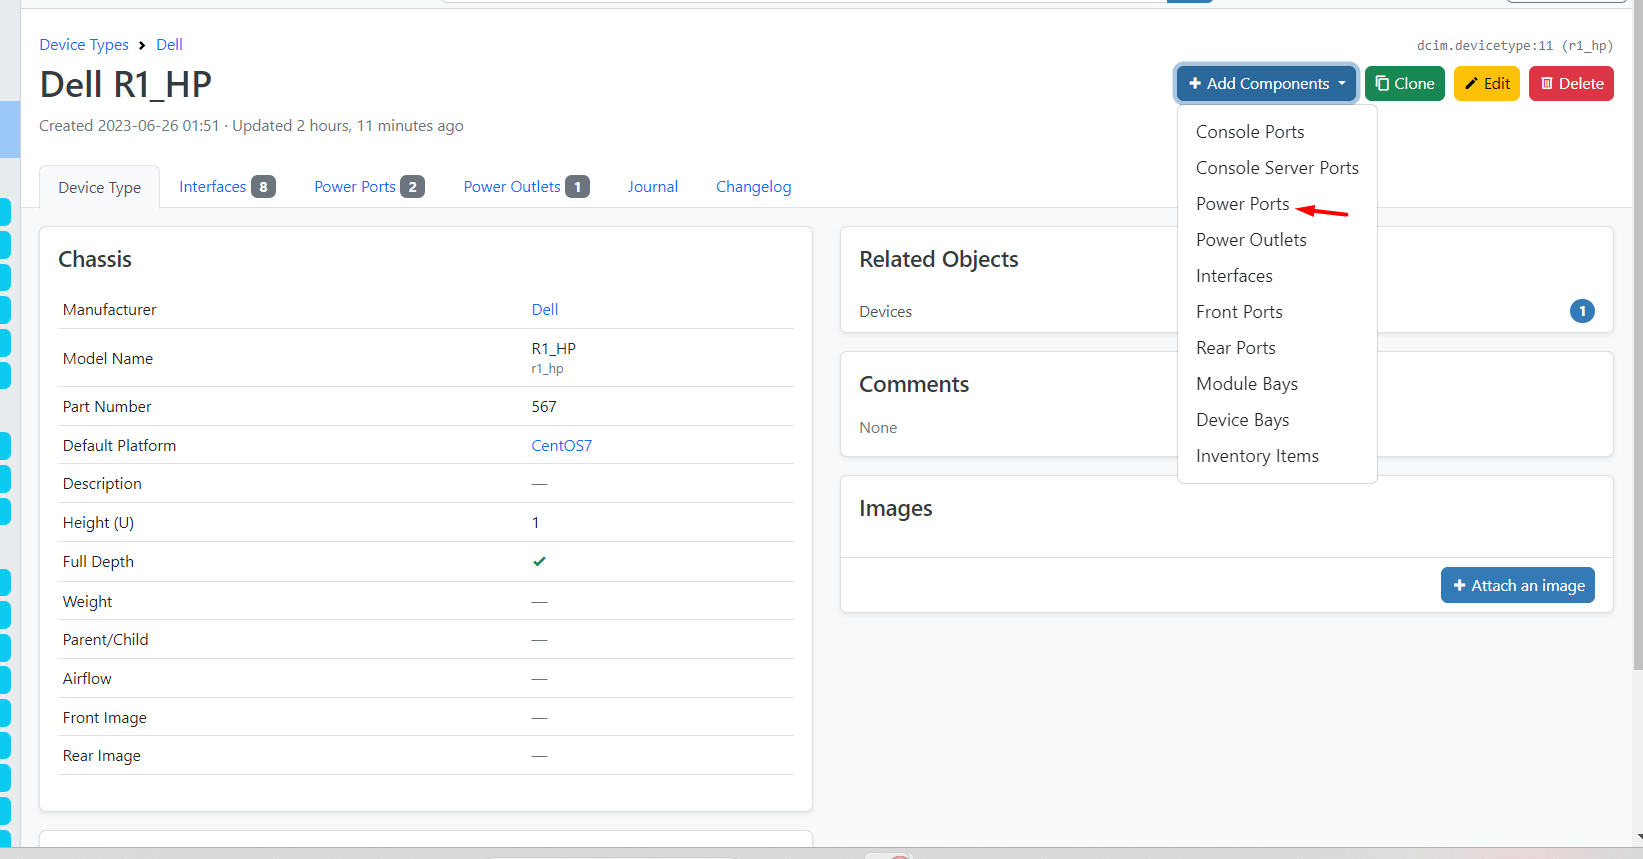 Device Types > Dell
dcim.devicetype:11 (r1_hp)
Dell R1_HP
Add Components
Clone
Edit
Delete
Created 2023-06-26 01:51 · Updated 2 hours, 11 minutes ago
Console Ports
Console Server Ports
Power Ports
Power Outlets
Interfaces
Front Ports
Rear Ports
Module Bays
Device Bays
Inventory Items
Device Type
Interfaces 8
Power Ports 2
Power Outlets 1
Journal
Changelog
Chassis
Manufacturer Dell
Model Name R1_HP
r1_hp
Part Number 567
Default Platform CentOS7
Description —
Height (U) 1
Full Depth
Weight —
Parent/Child —
Airflow —
Front Image —
Rear Image —
Related Objects
Devices 1
Comments
None
Images
Attach an image